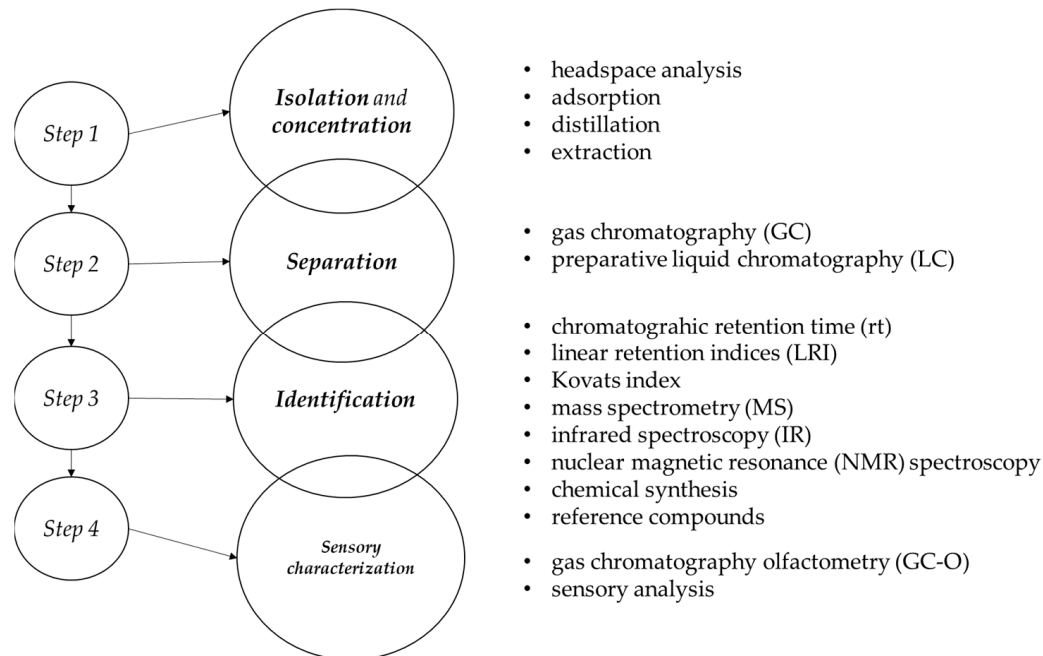 Step 1
Isolation and
concentration
• headspace analysis
• adsorption
• distillation
• extraction
Step 2
Separation
• gas chromatography (GC)
• preparative liquid chromatography (LC)
Step 3
Identification
• chromatograhic retention time (rt)
• linear retention indices (LRI)
• Kovats index
• mass spectrometry (MS)
• infrared spectroscopy (IR)
• nuclear magnetic resonance (NMR) spectroscopy
• chemical synthesis
• reference compounds
Step 4
Sensory
characterization
• gas chromatography olfactometry (GC-O)
• sensory analysis